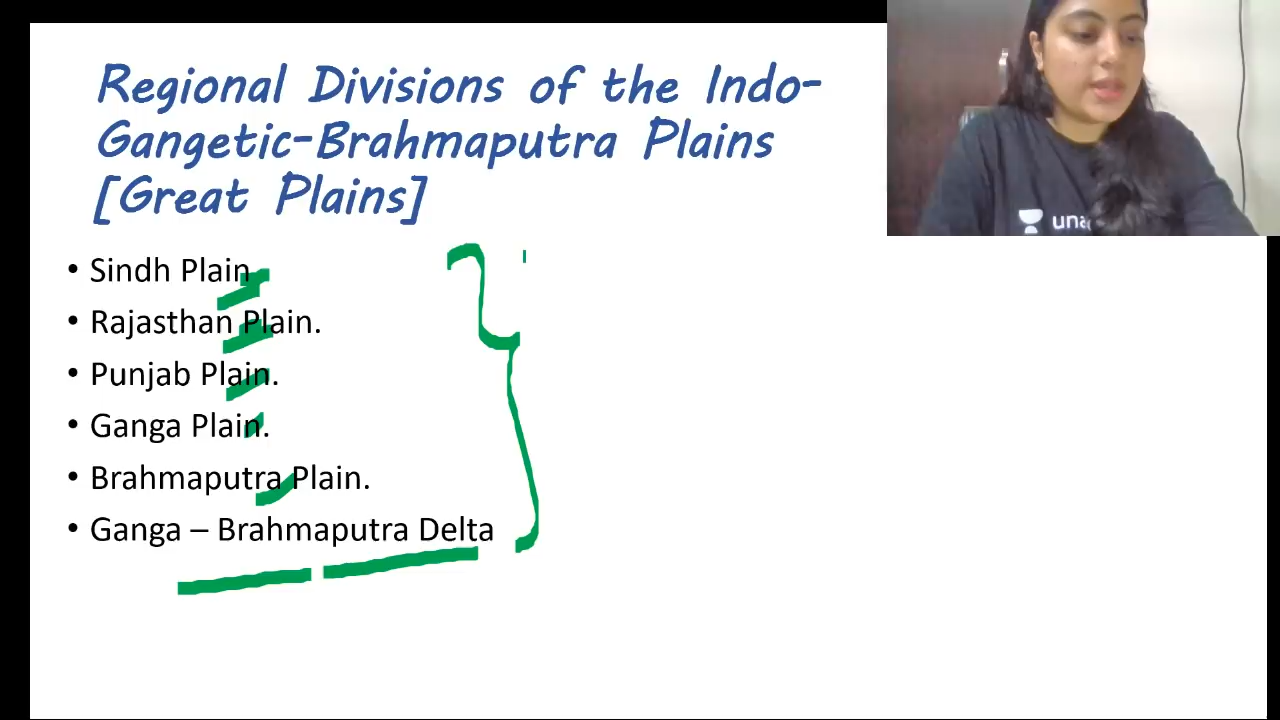 Regional Divisions of the Indo-
Gangetic-Brahmaputra Plains
[Great Plains]
• Sindh Plain
• Rajasthan Plain.
• Punjab Plain.
• Ganga Plain.
• Brahmaputra Plain.
• Ganga – Brahmaputra Delta